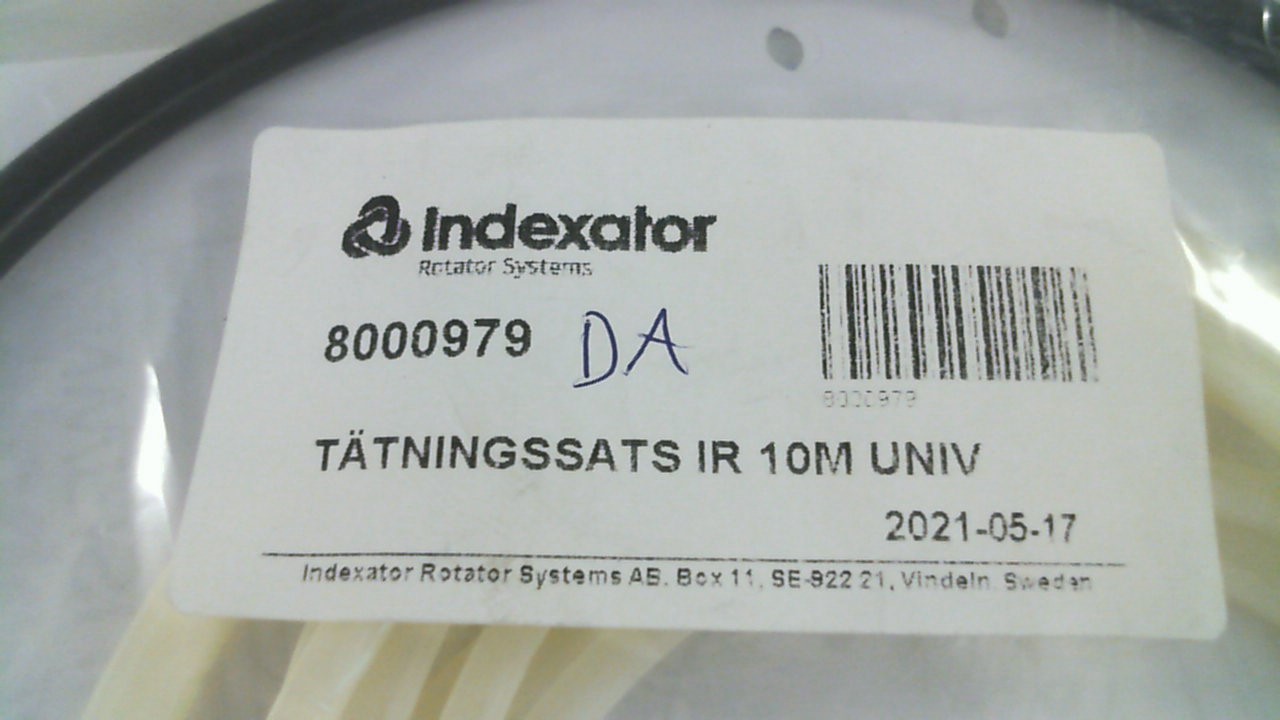 Indexator
Rotator Systems
8000979 DA
8000979
TÄTNINGSSATS IR 10M UNIV
2021-05-17
Indexator Rotator Systems AB. Box 11, SE-922 21, Vindeln. Sweden